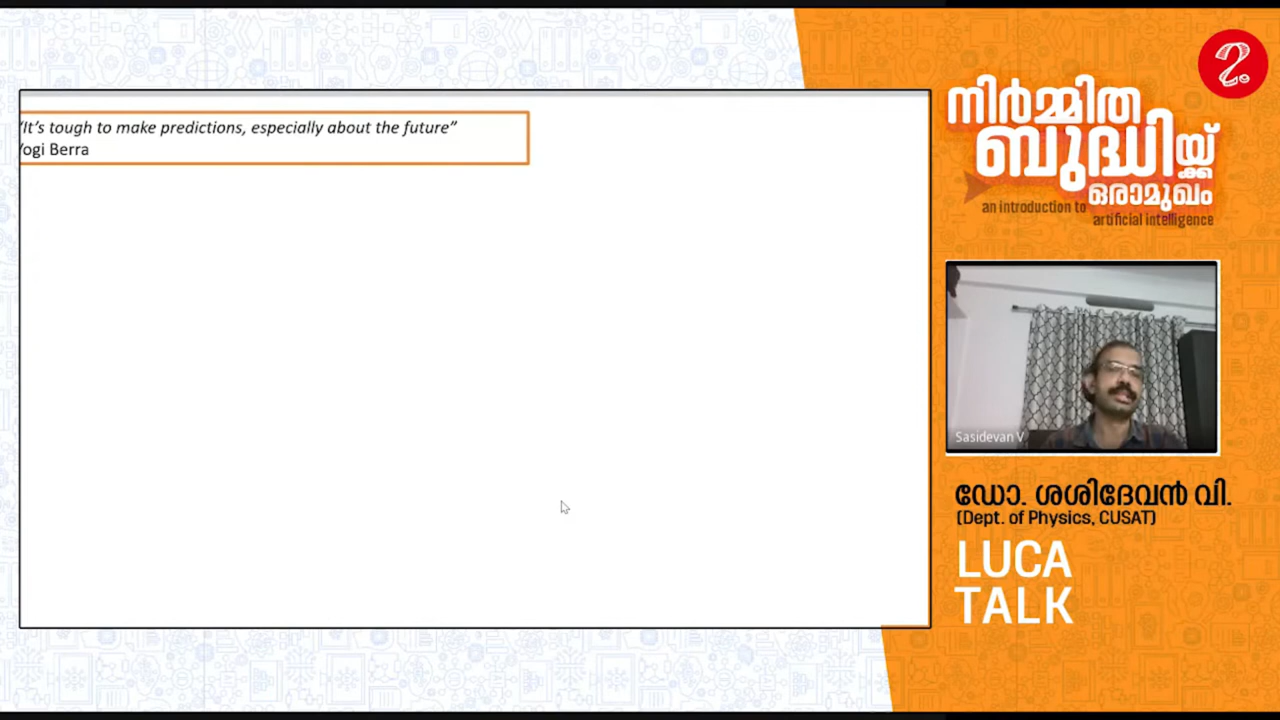 “It’s tough to make predictions, especially about the future”
Yogi Berra
നിർമ്മിത
ബുദ്ധിയ്ക്ക്
ഒരാമുഖം
an introduction to
artificial intelligence
Sasidevan V
ഡോ. ശശിദേവൻ വി.
(Dept. of Physics, CUSAT)
LUCA
TALK